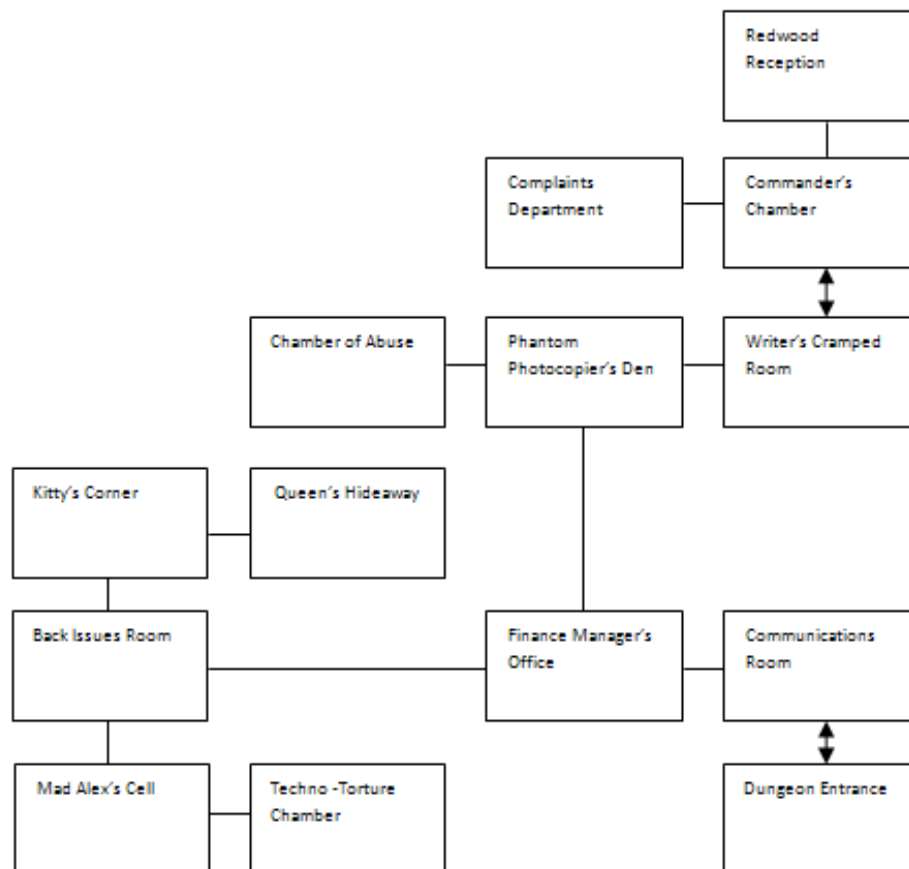 Redwood
Reception
Complaints
Department
Commander's
Chamber
Chamber of Abuse
Phantom
Photocopier's Den
Writer's Cramped
Room
Kitty's Corner
Queen's Hideaway
Back Issues Room
Finance Manager's
Office
Communications
Room
Mad Alex's Cell
Techno -Torture
Chamber
Dungeon Entrance